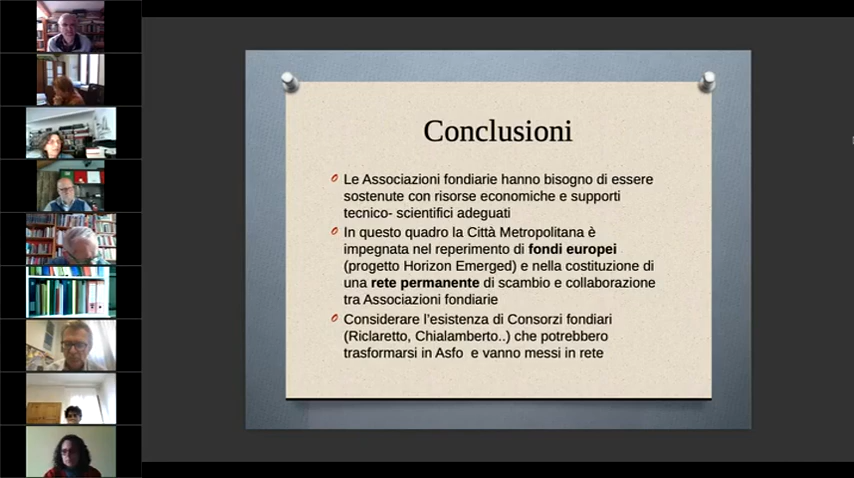 Conclusioni
Le Associazioni fondiarie hanno bisogno di essere
sostenute con risorse economiche e supporti
tecnico- scientifici adeguati
In questo quadro la Città Metropolitana è
impegnata nel reperimento di fondi europei
(progetto Horizon Emerged) e nella costituzione di
una rete permanente di scambio e collaborazione
tra Associazioni fondiarie
Considerare l'esistenza di Consorzi fondiari
(Riclaretto, Chialamberto..) che potrebbero
trasformarsi in Asfo  e vanno messi in rete